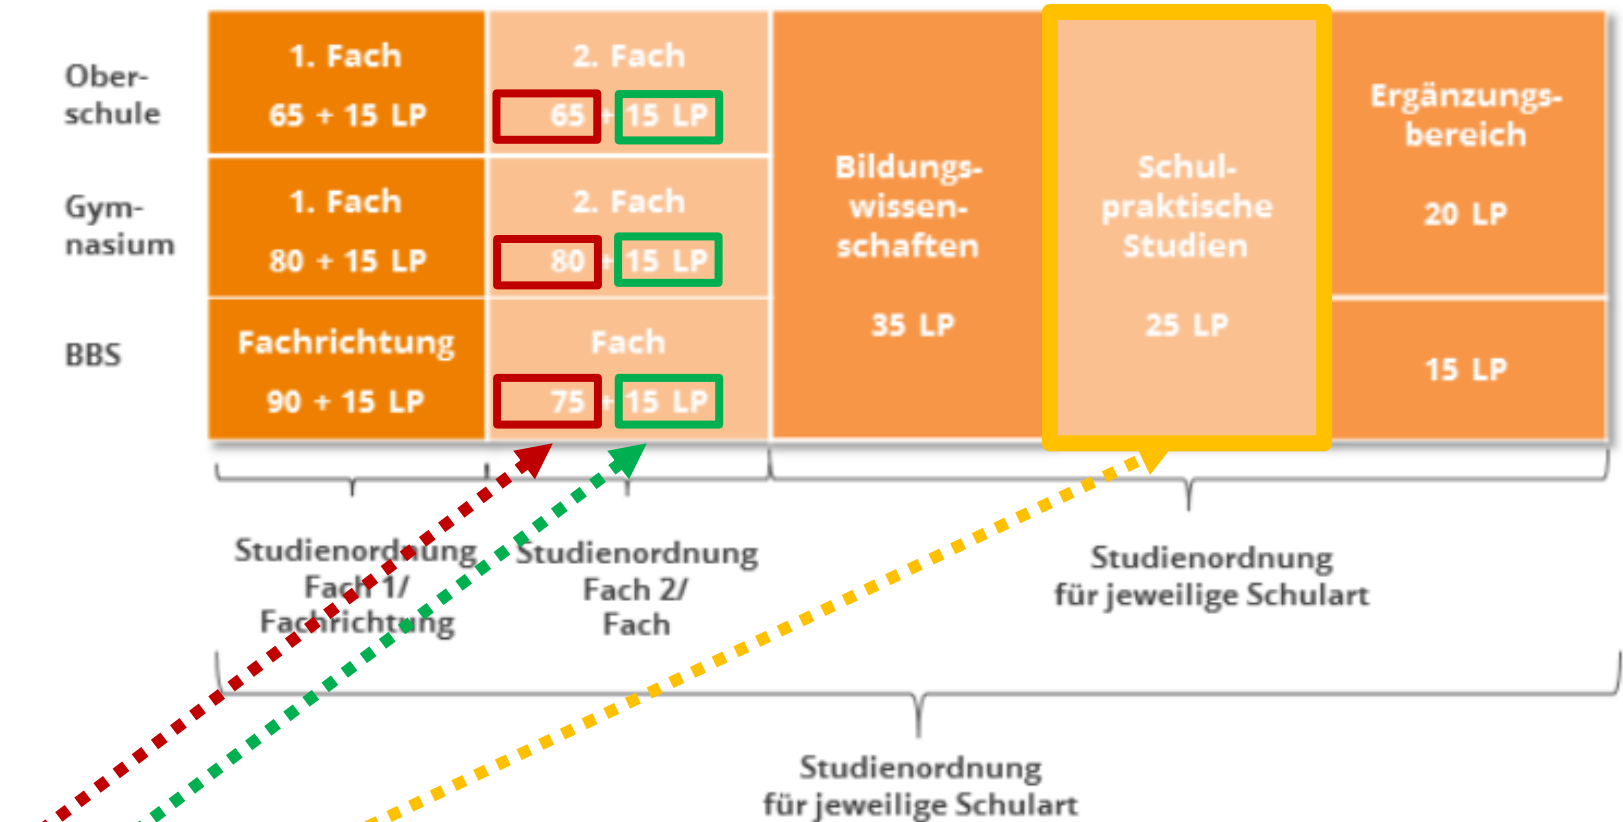 Ober-
schule
1. Fach
65 + 15 LP
2. Fach
65 + 15 LP
Gym-
nasium
1. Fach
80 + 15 LP
2. Fach
80 + 15 LP
BBS
Fachrichtung
90 + 15 LP
Fach
75 + 15 LP
Bildungs-
wissen-
schaften
35 LP
Schul-
praktische
Studien
25 LP
Ergänzungs-
bereich
20 LP
15 LP
Studienordnung
Fach 1/
Fachrichtung
Studienordnung
Fach 2/
Fach
Studienordnung
für jeweilige Schulart
Studienordnung
für jeweilige Schulart